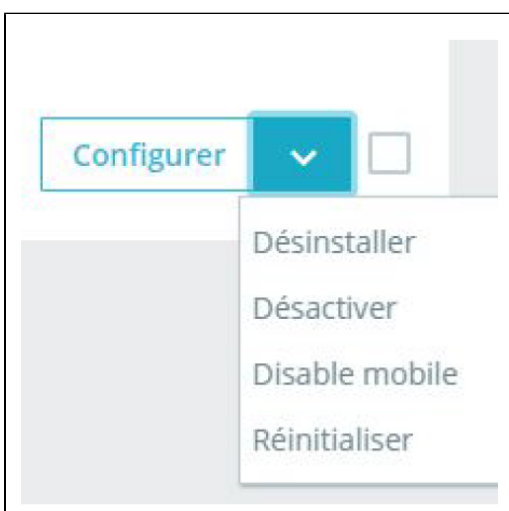 Configurer
Désinstaller
Désactiver
Disable mobile
Réinitialiser